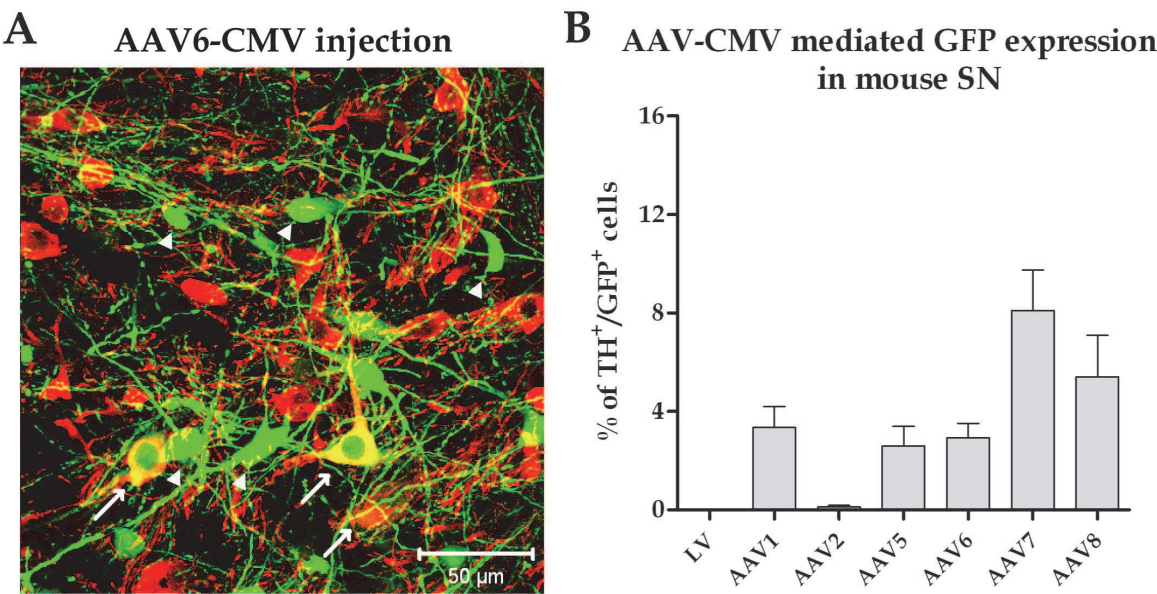 A
AAV6-CMV injection
50 µm
B
AAV-CMV mediated GFP expression
in mouse SN
% of TH+/GFP+ cells
16
12
8
4
0
LV
AAV1
AAV2
AAV5
AAV6
AAV7
AAV8